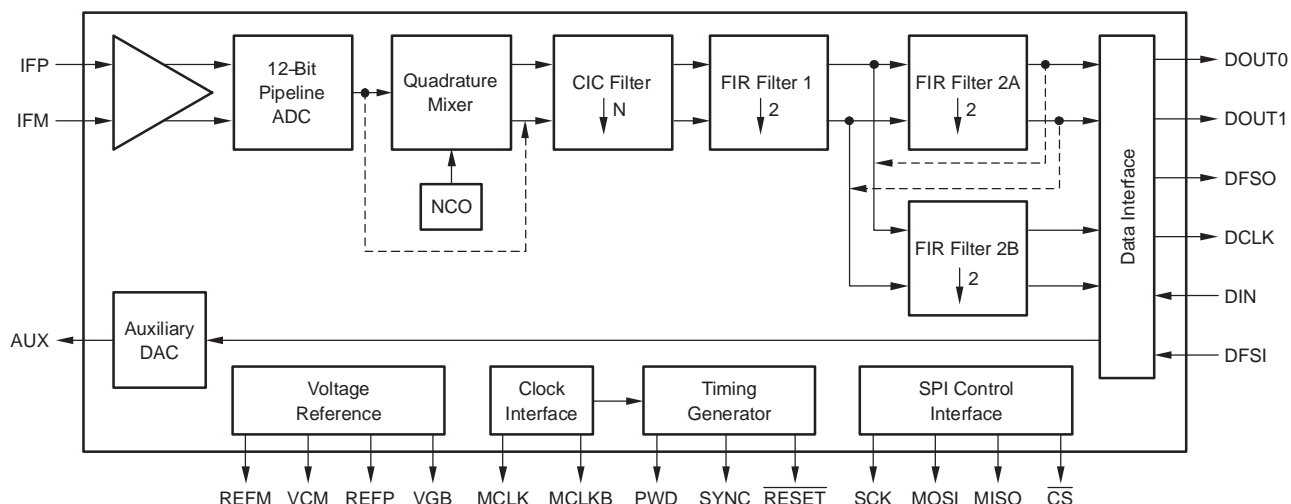 IFP
IFM
12-Bit
Pipeline
ADC
Quadrature
Mixer
NCO
CIC Filter
N
FIR Filter 1
2
FIR Filter 2A
2
FIR Filter 2B
2
Data Interface
DOUT0
DOUT1
DFSO
DCLK
DIN
DFSI
AUX
Auxiliary
DAC
Voltage
Reference
Clock
Interface
Timing
Generator
SPI Control
Interface
REFM VCM REFP VGB MCLK MCLKB PWD SYNC RESET SCK MOSI MISO CS